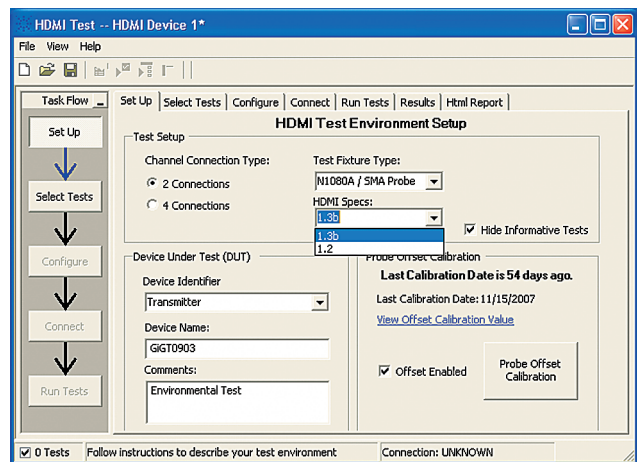 HDMI Test -- HDMI Device 1*
File View Help
Task Flow
Set Up
Select Tests
Configure
Connect
Run Tests
Set Up Select Tests Configure Connect Run Tests Results Html Report
HDMI Test Environment Setup
Test Setup
Channel Connection Type:
2 Connections
4 Connections
Test Fixture Type:
N1080A / SMA Probe
HDMI Specs:
1.3b
1.3b
1.2
Hide Informative Tests
Device Under Test (DUT)
Device Identifier
Transmitter
Device Name:
GiGT0903
Comments:
Environmental Test
Probe Offset Calibration
Last Calibration Date is 54 days ago.
Last Calibration Date: 11/15/2007
View Offset Calibration Value
Offset Enabled
Probe Offset
Calibration
0 Tests Follow instructions to describe your test environment Connection: UNKNOWN